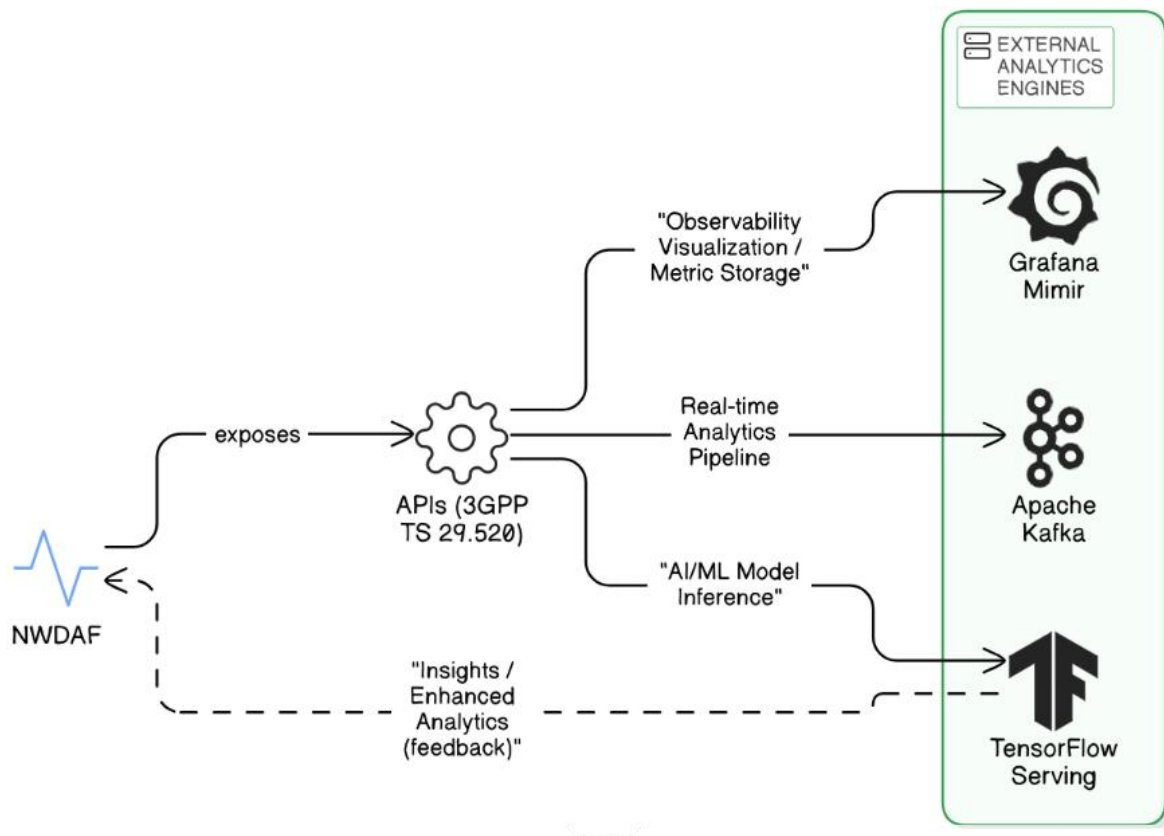 EXTERNAL
ANALYTICS
ENGINES
"Observability
Visualization /
Metric Storage"
Grafana
Mimir
exposes
Real-time
Analytics
Pipeline
APIs (3GPP
TS 29.520)
Apache
Kafka
"AI/ML Model
Inference"
NWDAF
"Insights /
Enhanced
Analytics
(feedback)"
TensorFlow
Serving